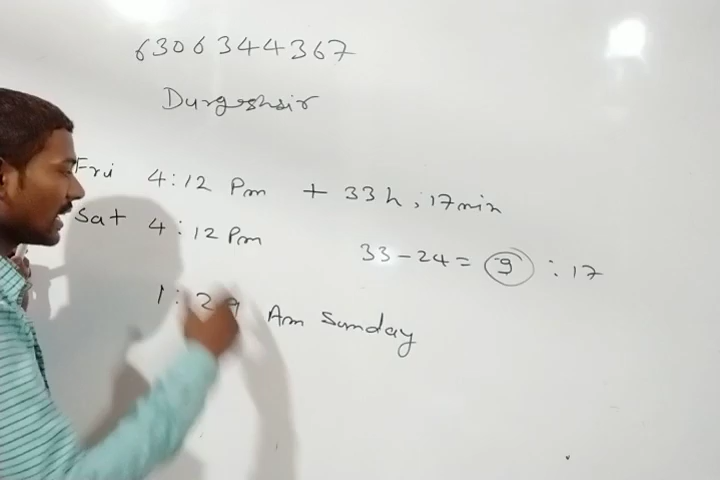 6306344367
Durgeshsir
Fri 4:12 Pm + 33h, 17min
Sat 4:12 Pm
33-24= 9 : 17
1:29 Am Sunday